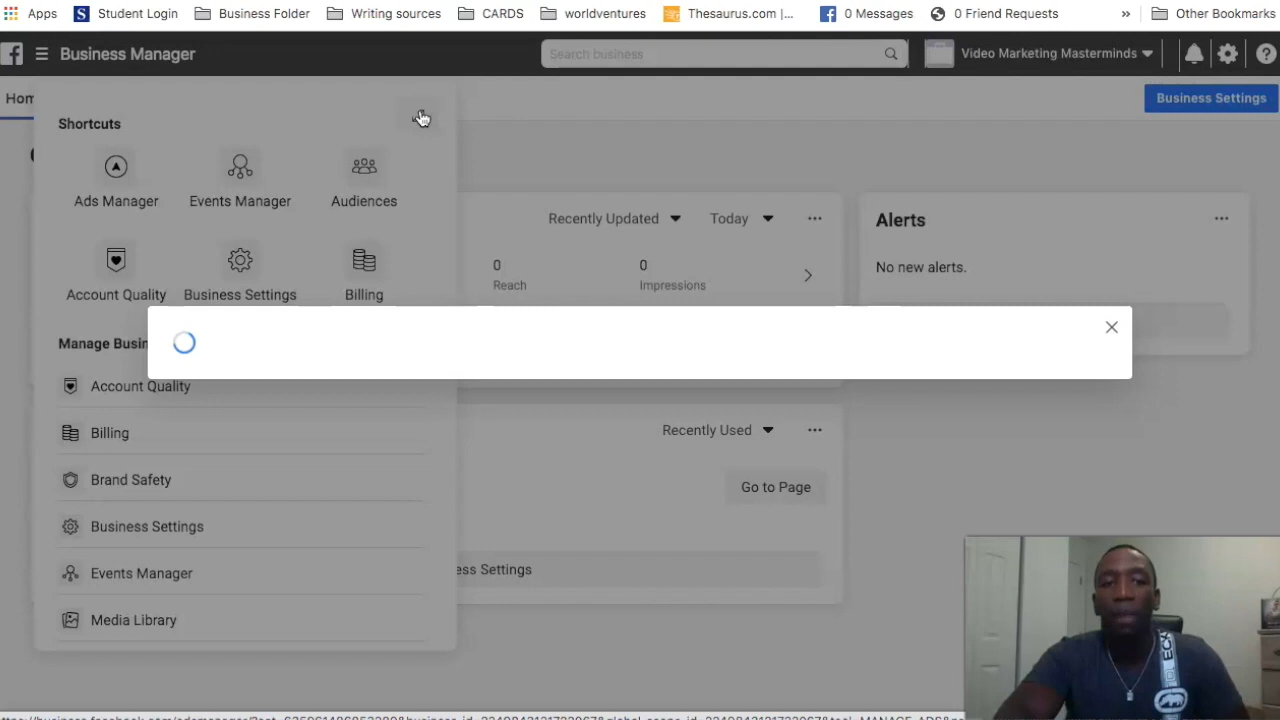 Apps Student Login Business Folder Writing sources CARDS worldventures Thesaurus.com |... 0 Messages 0 Friend Requests » Other Bookmarks
Business Manager Search business Video Marketing Masterminds
Hom Business Settings
Shortcuts
Ads Manager Events Manager Audiences
Recently Updated Today Alerts
0 0 No new alerts.
Reach Impressions
Account Quality Business Settings Billing
Manage Busin
Account Quality
Billing Recently Used
Brand Safety Go to Page
Business Settings
Events Manager ess Settings
Media Library